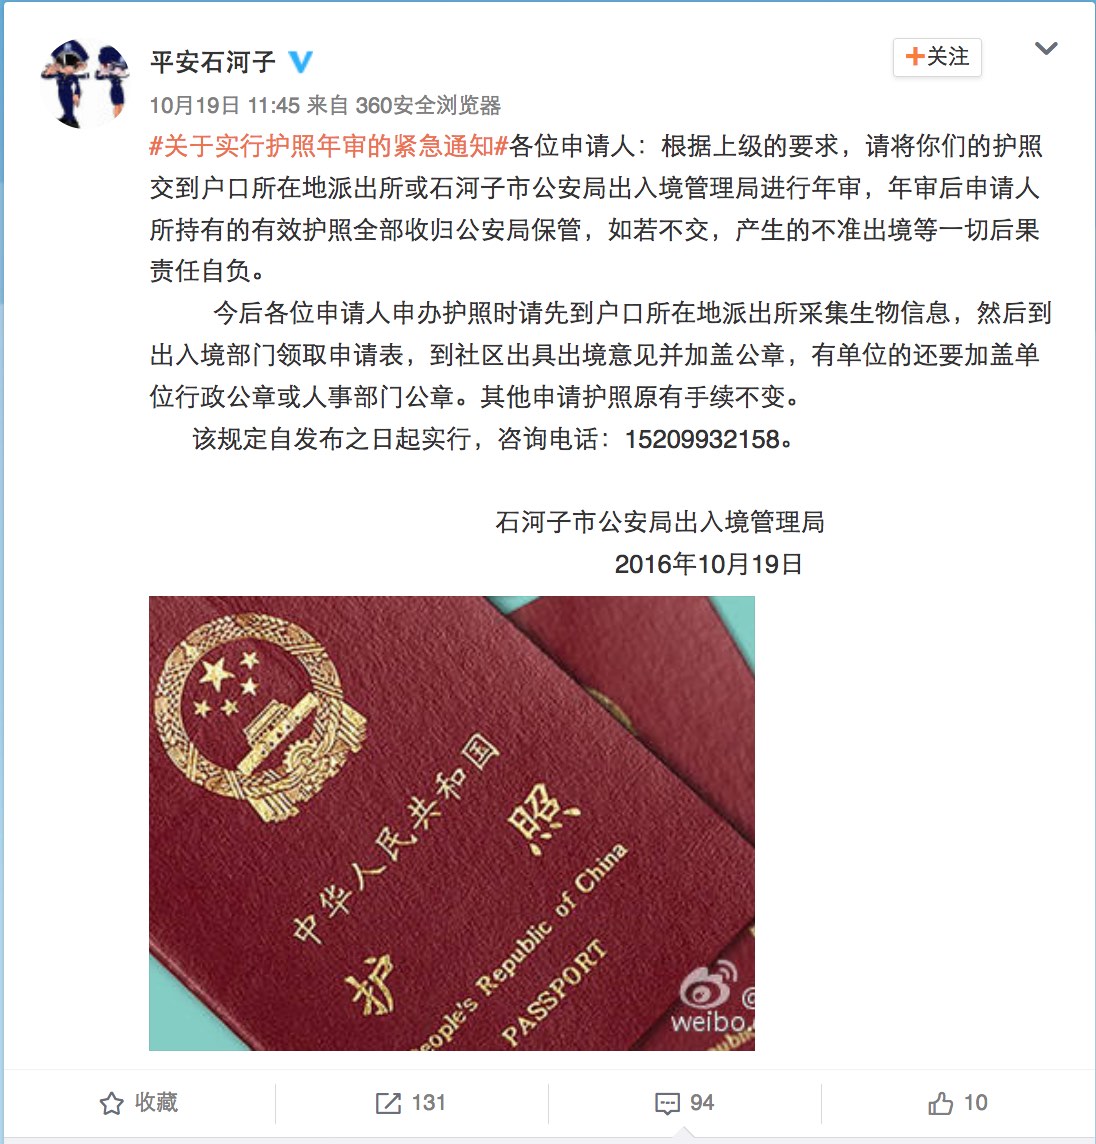 平安石河子
+关注
10月19日 11:45 来自 360安全浏览器
#关于实行护照年审的紧急通知#各位申请人：根据上级的要求，请将你们的护照
交到户口所在地派出所或石河子市公安局出入境管理局进行年审，年审后申请人
所持有的有效护照全部收归公安局保管，如若不交，产生的不准出境等一切后果
责任自负。
今后各位申请人申办护照时请先到户口所在地派出所采集生物信息，然后到
出入境部门领取申请表，到社区出具出境意见并加盖公章，有单位的还要加盖单
位行政公章或人事部门公章。其他申请护照原有手续不变。
该规定自发布之日起实行，咨询电话：15209932158。
石河子市公安局出入境管理局
2016年10月19日
中华人民共和国
护照
eople's Republic of China
PASSPORT
weibo.
收藏
131
94
10